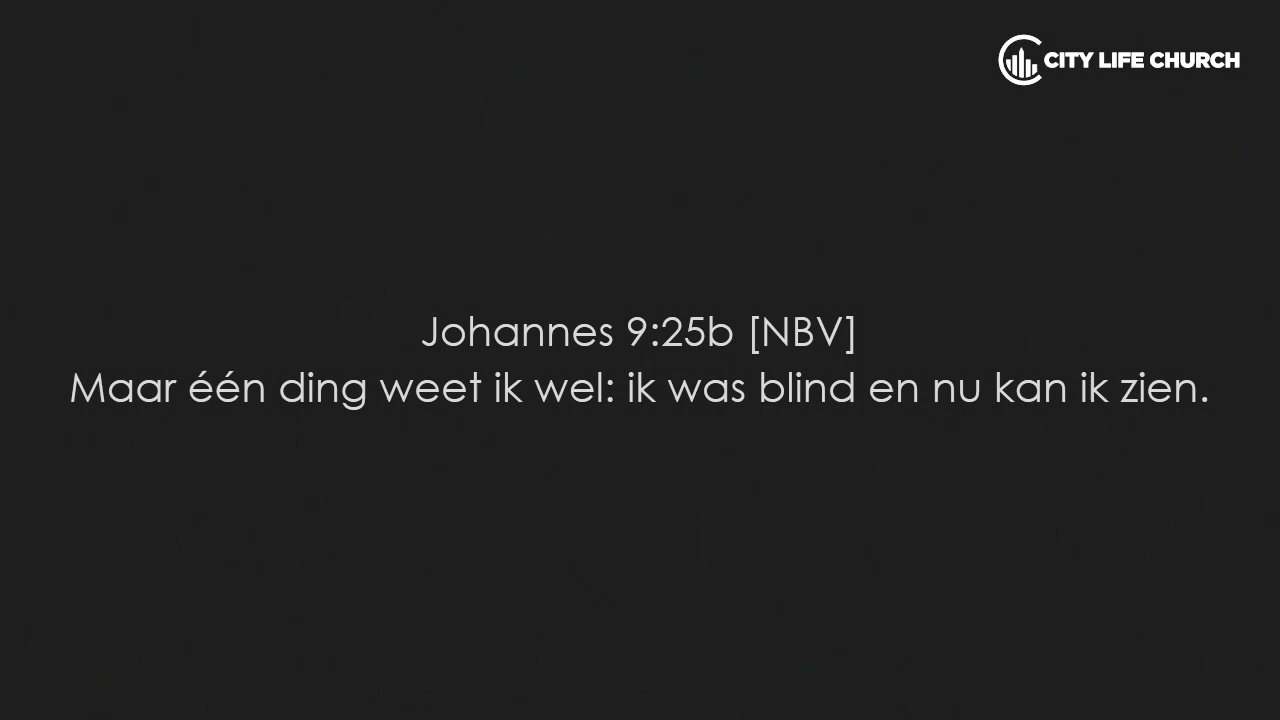 CITY LIFE CHURCH
Johannes 9:25b [NBV]
Maar één ding weet ik wel: ik was blind en nu kan ik zien.